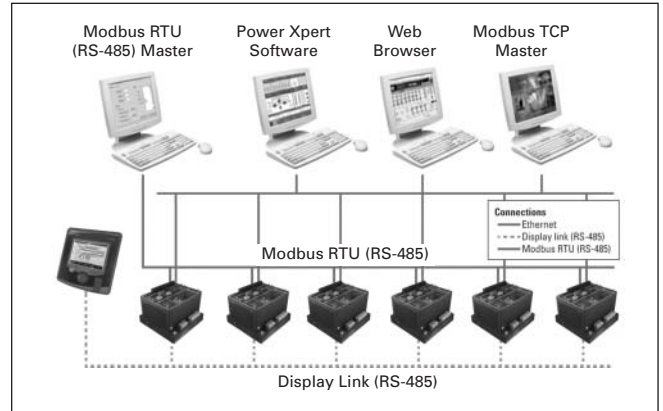 Modbus RTU
(RS-485) Master
Power Xpert
Software
Web
Browser
Modbus TCP
Master
Connections
Ethernet
Display link (RS-485)
Modbus RTU (RS-485)
Modbus RTU (RS-485)
Display Link (RS-485)